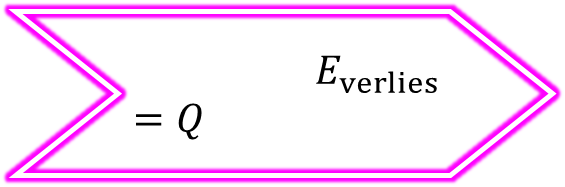 E_verlies
= Q